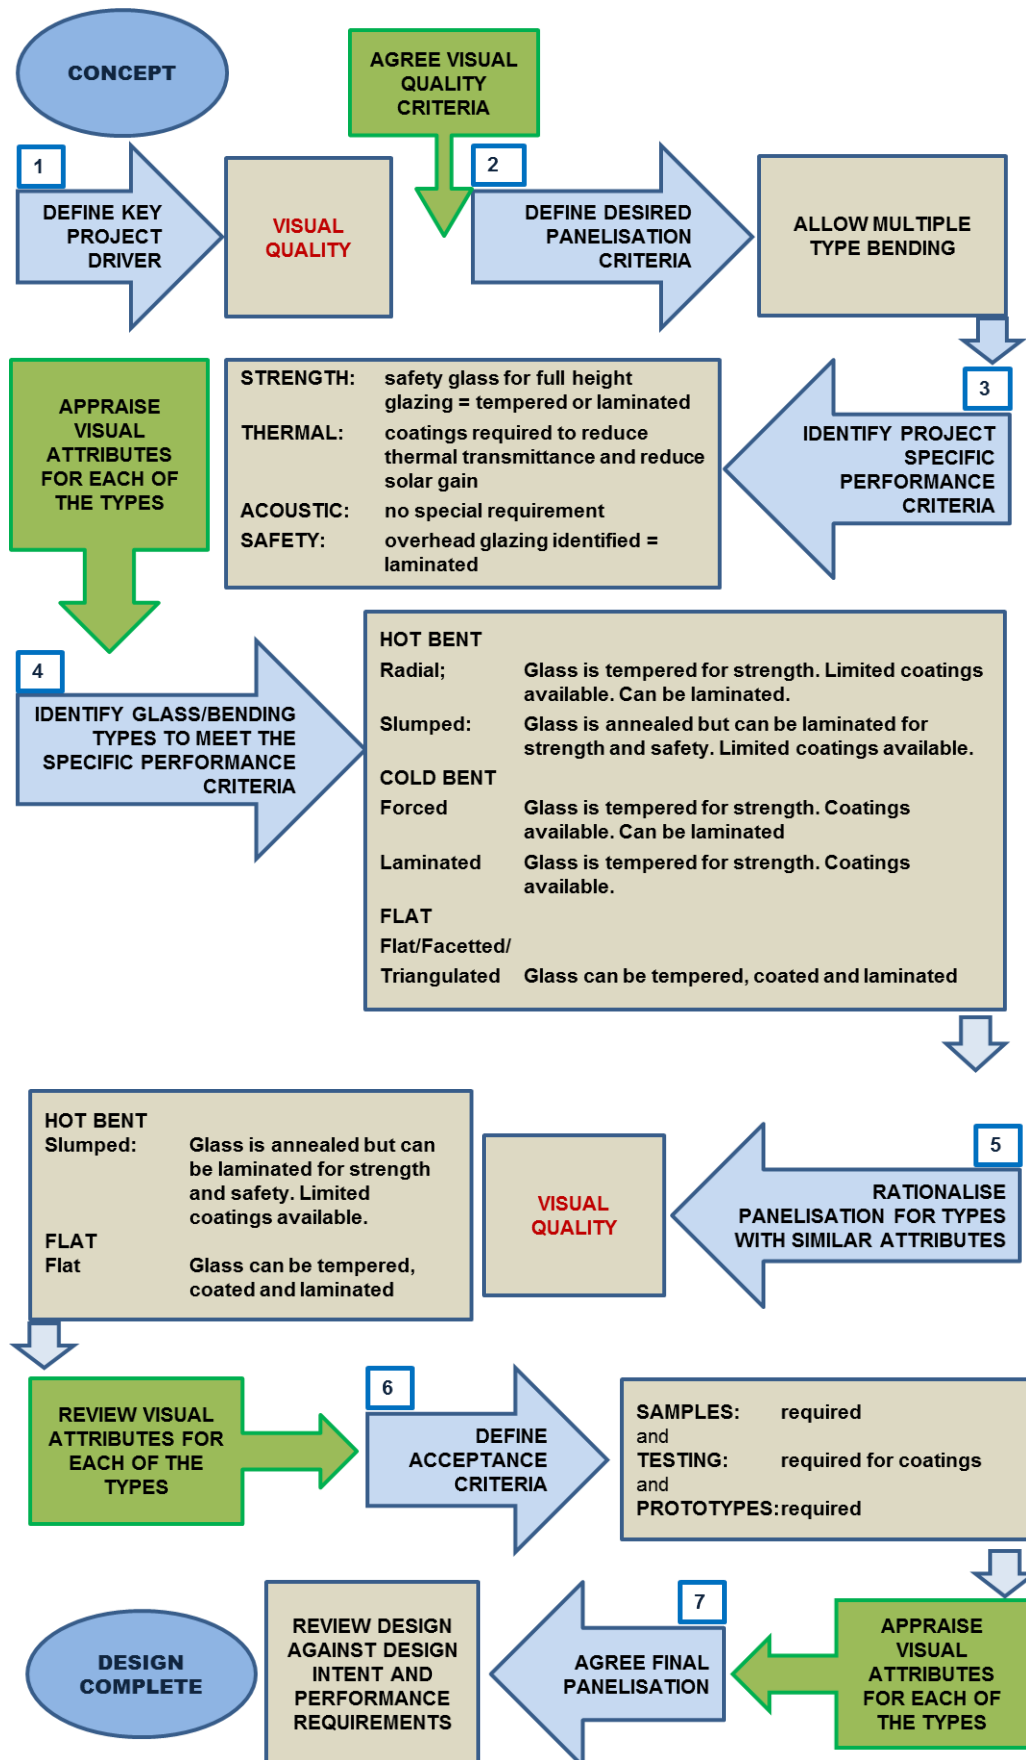 CONCEPT
AGREE VISUAL
QUALITY
CRITERIA
1
DEFINE KEY
PROJECT
DRIVER
VISUAL
QUALITY
2
DEFINE DESIRED
PANELISATION
CRITERIA
ALLOW MULTIPLE
TYPE BENDING
3
IDENTIFY PROJECT
SPECIFIC
PERFORMANCE
CRITERIA
STRENGTH: safety glass for full height
glazing = tempered or laminated
THERMAL: coatings required to reduce
thermal transmittance and reduce
solar gain
ACOUSTIC: no special requirement
SAFETY: overhead glazing identified =
laminated
APPRAISE
VISUAL
ATTRIBUTES
FOR EACH OF
THE TYPES
4
IDENTIFY GLASS/BENDING
TYPES TO MEET THE
SPECIFIC PERFORMANCE
CRITERIA
HOT BENT
Radial; Glass is tempered for strength. Limited coatings
available. Can be laminated.
Slumped: Glass is annealed but can be laminated for
strength and safety. Limited coatings available.
COLD BENT
Forced Glass is tempered for strength. Coatings
available. Can be laminated
Laminated Glass is tempered for strength. Coatings
available.
FLAT
Flat/Facetted/
Triangulated Glass can be tempered, coated and laminated
5
RATIONALISE
PANELISATION FOR TYPES
WITH SIMILAR ATTRIBUTES
VISUAL
QUALITY
HOT BENT
Slumped: Glass is annealed but can
be laminated for strength
and safety. Limited
coatings available.
FLAT
Flat Glass can be tempered,
coated and laminated
REVIEW VISUAL
ATTRIBUTES FOR
EACH OF THE
TYPES
6
DEFINE
ACCEPTANCE
CRITERIA
SAMPLES: required
and
TESTING: required for coatings
and
PROTOTYPES: required
APPRAISE
VISUAL
ATTRIBUTES
FOR EACH OF
THE TYPES
7
AGREE FINAL
PANELISATION
REVIEW DESIGN
AGAINST DESIGN
INTENT AND
PERFORMANCE
REQUIREMENTS
DESIGN
COMPLETE